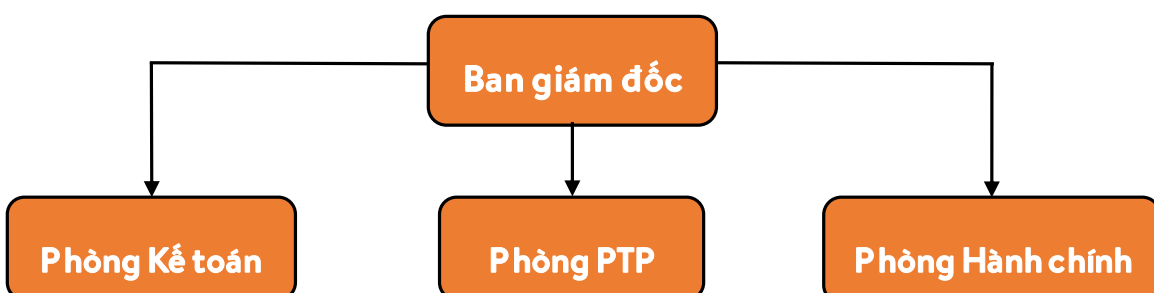 Ban giám đốc
Phòng Kế toán
Phòng PTP
Phòng Hành chính